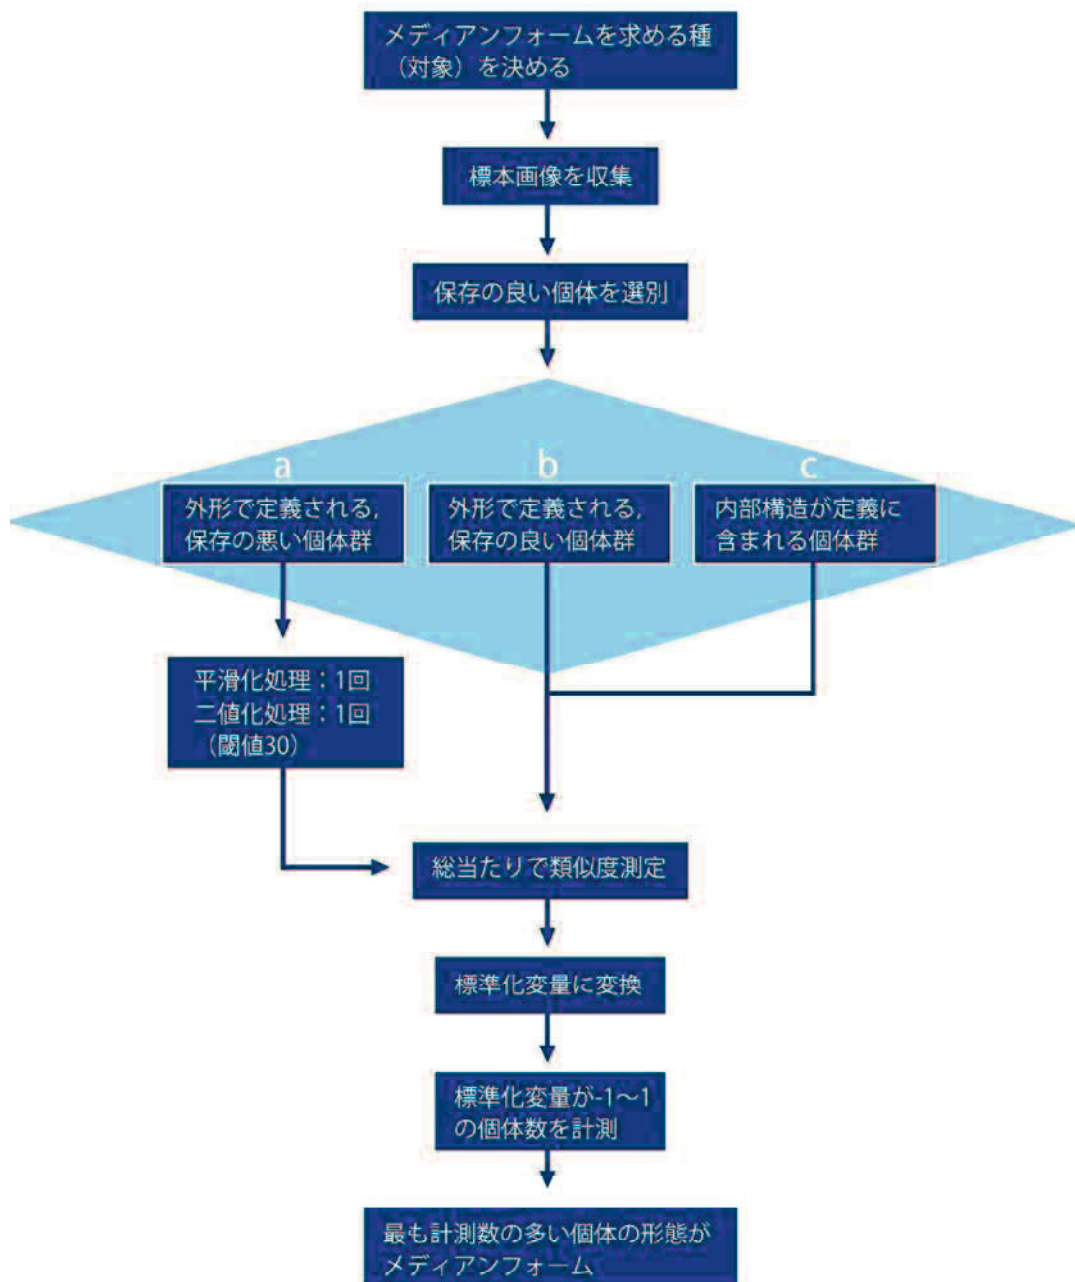 メディアンフォームを求める種
（対象）を決める
標本画像を収集
保存の良い個体を選別
a
外形で定義される,
保存の悪い個体群
b
外形で定義される,
保存の良い個体群
c
内部構造が定義に
含まれる個体群
平滑化処理：1回
二値化処理：1回
（閾値30）
総当たりで類似度測定
標準化変量に変換
標準化変量が-1〜1
の個体数を計測
最も計測数の多い個体の形態が
メディアンフォーム